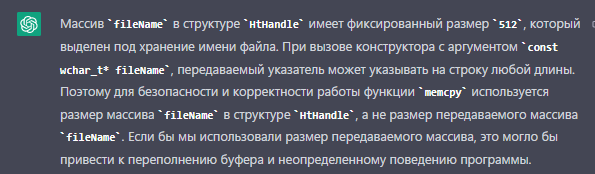 Массив `fileName` в структуре `HtHandle` имеет фиксированный размер `512`, который
выделен под хранение имени файла. При вызове конструктора с аргументом `const
wchar_t* fileName`, передаваемый указатель может указывать на строку любой длины.
Поэтому для безопасности и корректности работы функции `memcpy` используется
размер массива `fileName` в структуре `HtHandle`, а не размер передаваемого массива
`fileName`. Если бы мы использовали размер передаваемого массива, это могло бы
привести к переполнению буфера и неопределенному поведению программы.